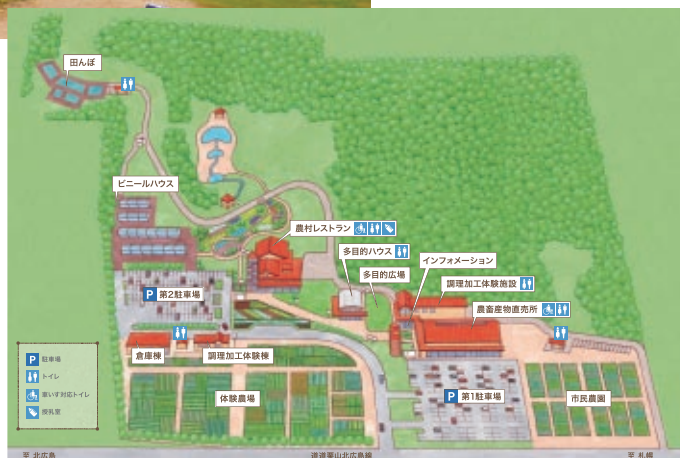 田んぼ
ビニールハウス
農村レストラン
多目的ハウス
インフォメーション
多目的広場
調理加工体験施設
P 第2駐車場
農畜産物直売所
倉庫棟
調理加工体験棟
P 駐車場
トイレ
車いす対応トイレ
授乳室
体験農場
P 第1駐車場
市民農園
至 北広島
道道栗山北広島線
至 札幌